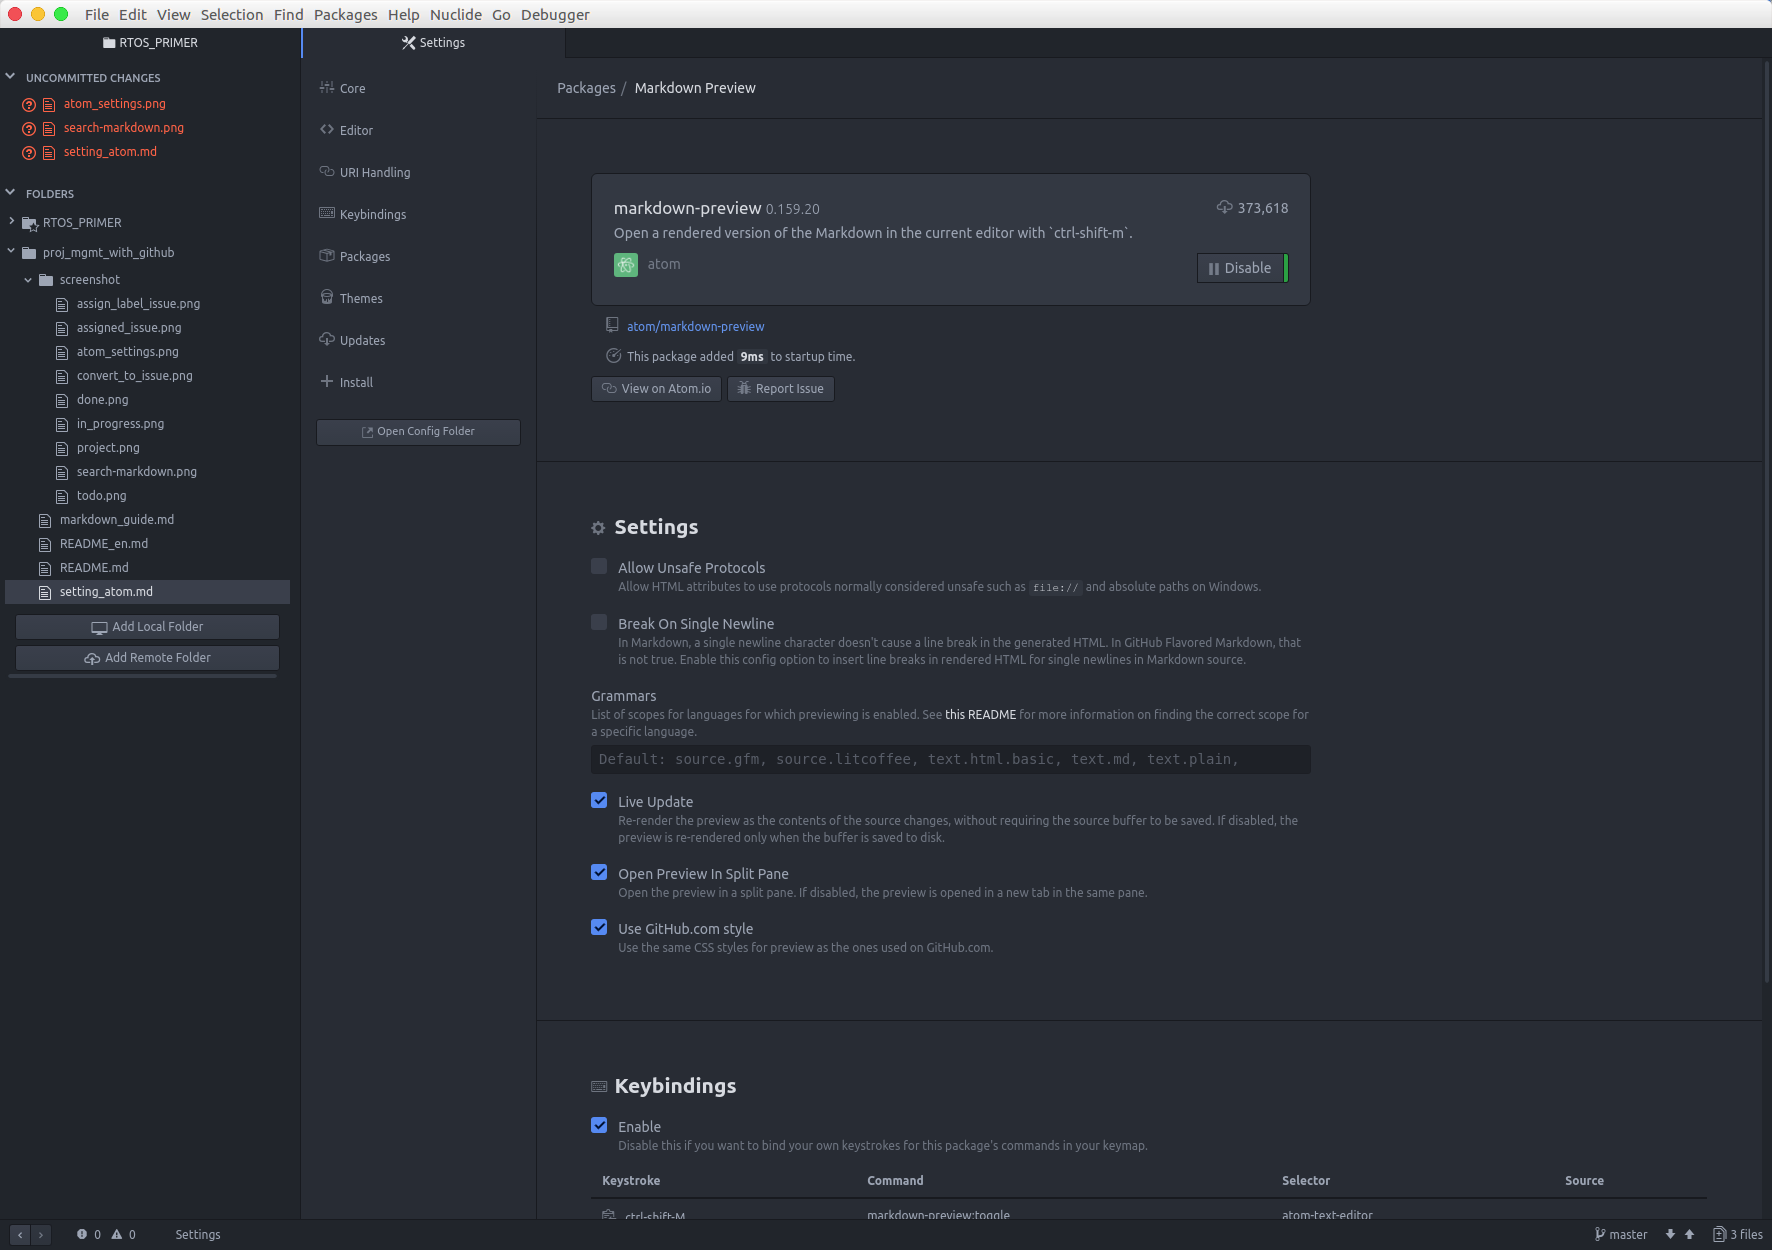 File Edit View Selection Find Packages Help Nuclide Go Debugger
RTOS_PRIMER
UNCOMMITTED CHANGES
atom_settings.png
search-markdown.png
setting_atom.md
FOLDERS
RTOS_PRIMER
proj_mgmt_with_github
screenshot
assign_label_issue.png
assigned_issue.png
atom_settings.png
convert_to_issue.png
done.png
in_progress.png
project.png
search-markdown.png
todo.png
markdown_guide.md
README_en.md
README.md
setting_atom.md
Add Local Folder
Add Remote Folder
Settings
Core
Editor
URI Handling
Keybindings
Packages
Themes
Updates
Install
Open Config Folder
Packages / Markdown Preview
markdown-preview 0.159.20
373,618
Open a rendered version of the Markdown in the current editor with `ctrl-shift-m`.
atom
Disable
atom/markdown-preview
This package added 9ms to startup time.
View on Atom.io
Report Issue
Settings
Allow Unsafe Protocols
Allow HTML attributes to use protocols normally considered unsafe such as file:// and absolute paths on Windows.
Break On Single Newline
In Markdown, a single newline character doesn't cause a line break in the generated HTML. In GitHub Flavored Markdown, that
is not true. Enable this config option to insert line breaks in rendered HTML for single newlines in Markdown source.
Grammars
List of scopes for languages for which previewing is enabled. See this README for more information on finding the correct scope for
a specific language.
Default: source.gfm, source.litcoffee, text.html.basic, text.md, text.plain,
Live Update
Re-render the preview as the contents of the source changes, without requiring the source buffer to be saved. If disabled, the
preview is re-rendered only when the buffer is saved to disk.
Open Preview In Split Pane
Open the preview in a split pane. If disabled, the preview is opened in a new tab in the same pane.
Use GitHub.com style
Use the same CSS styles for preview as the ones used on GitHub.com.
Keybindings
Enable
Disable this if you want to bind your own keystrokes for this package's commands in your keymap.
Keystroke Command Selector Source
ctrl-shift-M markdown-preview:toggle atom-text-editor
0 0 Settings
master 3 files